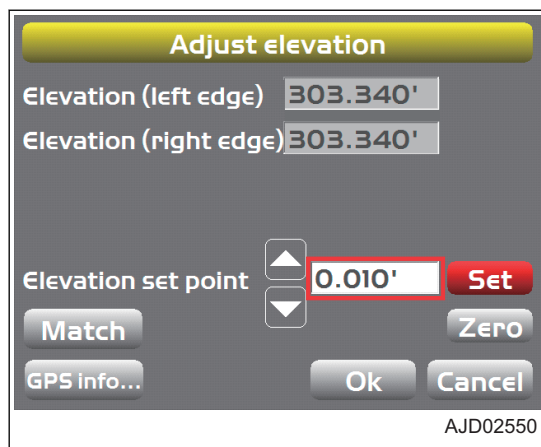 Adjust elevation
Elevation (left edge) 303.340'
Elevation (right edge) 303.340'
Elevation set point 0.010' Set
Match Zero
GPS info... Ok Cancel
AJD02550